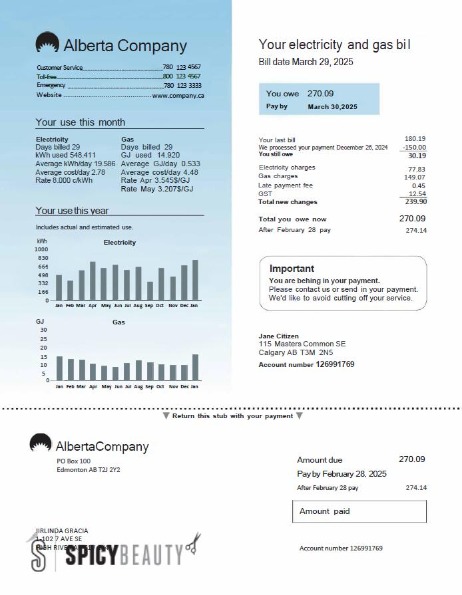 Alberta Company
Customer Service 780 123 4567
Toll-free 800 123 4567
Emergency 780 123 3333
Website www.company.ca
Your use this month
Electricity
Days billed 29
kWh used 548.411
Average kWh/day 19.586
Average cost/day 2.78
Rate 8.000 c/kWh
Gas
Days billed 29
GJ used 14.920
Average GJ/day 0.533
Average cost/day 4.48
Rate Apr 3.545$/GJ
Rate May 3.207$/GJ
Your use this year
Includes actual and estimated use.
kWh Electricity
1000
830
664
498
332
166
0
Jan Feb Mar Apr May Jun Jul Aug Sep Oct Nov Dec Jan
GJ Gas
30
25
20
15
10
5
0
Jan Feb Mar Apr May Jun Jul Aug Sep Oct Nov Dec Jan
Your electricity and gas bil
Bill date March 29, 2025
You owe 270.09
Pay by March 30,2025
Your last bill 180.19
We processed your payment December 26, 2024 -150.00
You still owe 30.19
Electricity charges 77.83
Gas charges 149.07
Late payment fee 0.45
GST 12.54
Total new charges 239.90
Total you owe now 270.09
After February 28 pay 274.14
Important
You are behing in your payment.
Please contact us or send in your payment.
We'd like to avoid cutting off your service.
Jane Citizen
115 Masters Common SE
Calgary AB T3M 2N5
Account number 126991769
Return this stub with your payment
AlbertaCompany
PO Box 100
Edmonton AB T2J 2Y2
Amount due 270.09
Pay by February 28, 2025
After February 28 pay 274.14
Amount paid
JIRLINDA GRACIA
1-102 7 AVE SE
SPICYBEAUTY
Account number 126991769